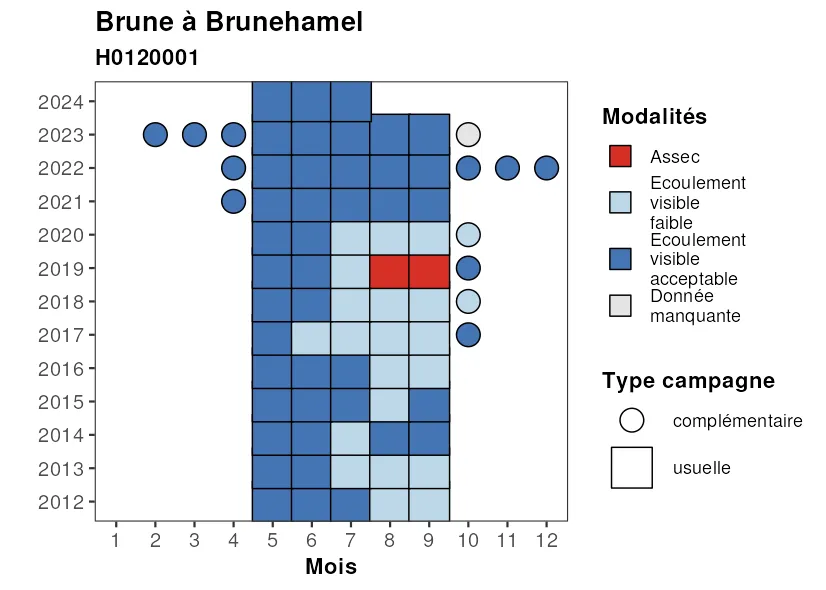 Brune à Brunehamel
H0120001
2024
2023
2022
2021
2020
2019
2018
2017
2016
2015
2014
2013
2012
1 2 3 4 5 6 7 8 9 10 11 12
Mois
Modalités
Assec
Ecoulement
visible
faible
Ecoulement
visible
acceptable
Donnée
manquante
Type campagne
complémentaire
usuelle